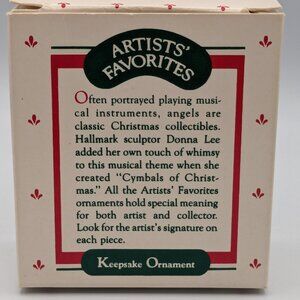 ARTISTS'
FAVORITES
Often portrayed playing musi-
cal instruments, angels are
classic Christmas collectibles.
Hallmark sculptor Donna Lee
added her own touch of whimsy
to this musical theme when she
created "Cymbals of Christ-
mas." All the Artists' Favorites
ornaments hold special meaning
for both artist and collector.
Look for the artist's signature on
each piece.
Keepsake Ornament